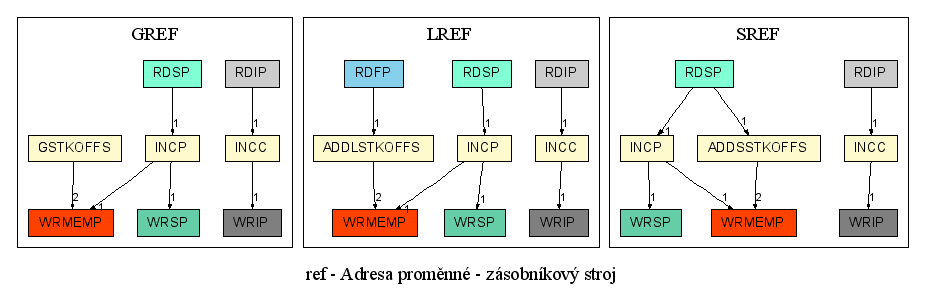 GREF LREF SREF
RDSP RDIP RDFP RDSP RDIP RDSP RDIP
1 1 1 1 1 1 1 1
GSTKOFFS INCP INCC ADDLSTKOFFS INCP INCC INCP ADDSSTKOFFS INCC
2 1 1 1 2 1 1 1 1 1 2 1
WRMEMP WRSP WRIP WRMEMP WRSP WRIP WRSP WRMEMP WRIP
ref - Adresa proměnné - zásobníkový stroj